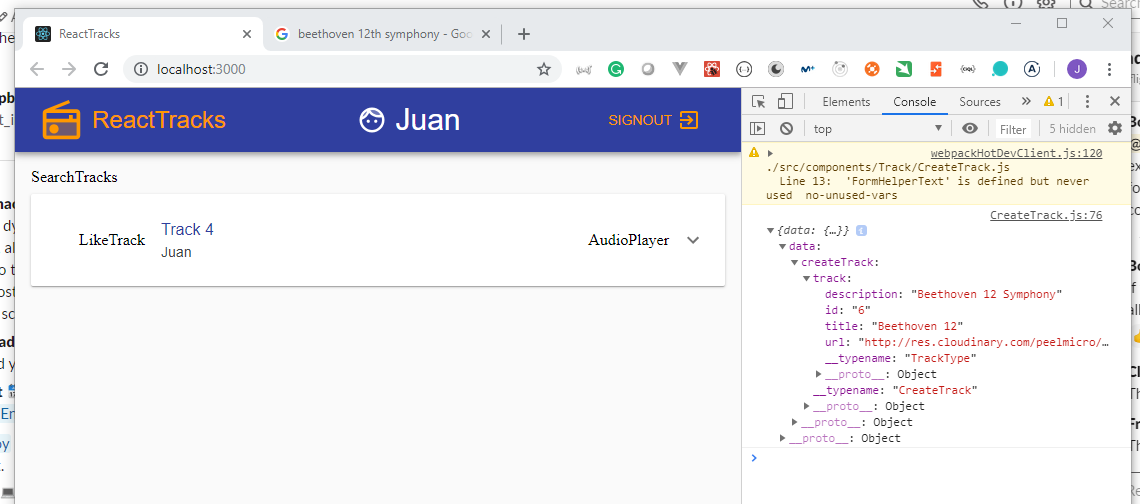 ReactTracks
beethoven 12th symphony - Goo
localhost:3000
J
ReactTracks
Juan
SIGNOUT
SearchTracks
LikeTrack
Track 4
Juan
AudioPlayer
Elements
Console
Sources
1
top
Filter
5 hidden
webpackHotDevClient.js:120
./src/components/Track/CreateTrack.js
Line 13: 'FormHelperText' is defined but never
used no-unused-vars
CreateTrack.js:76
{data: {…}}
data:
createTrack:
track:
description: "Beethoven 12 Symphony"
id: "6"
title: "Beethoven 12"
url: "http://res.cloudinary.com/peelmicro/…
__typename: "TrackType"
__proto__: Object
__typename: "CreateTrack"
__proto__: Object
__proto__: Object
__proto__: Object